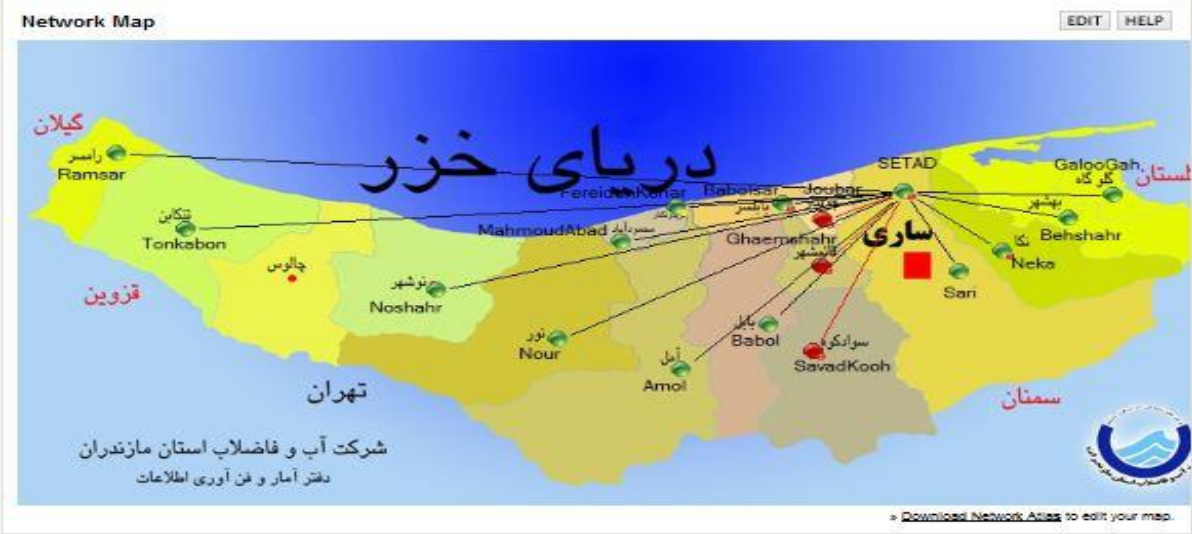 Network Map
EDIT HELP
گیلان
دریای خزر
رامسر
Ramsar
SETAD
GalooGah
گلوگاه
لستان
FereidonKenar
Babolsar
Joubar
بابلسر
بهشهر
Behshahr
تنکابن
Tonkabon
MahmoudAbad
محمودآباد
Ghaemshahr
قائمشهر
ساری
نکا
Neka
چالوس
قزوین
نوشهر
Noshahr
Sari
نور
Nour
بابل
Babol
سوادکوه
SavadKooh
آمل
Amol
تهران
سمنان
شرکت آب و فاضلاب استان مازندران
دفتر آمار و فن آوری اطلاعات
» Download Network Atlas to edit your map.